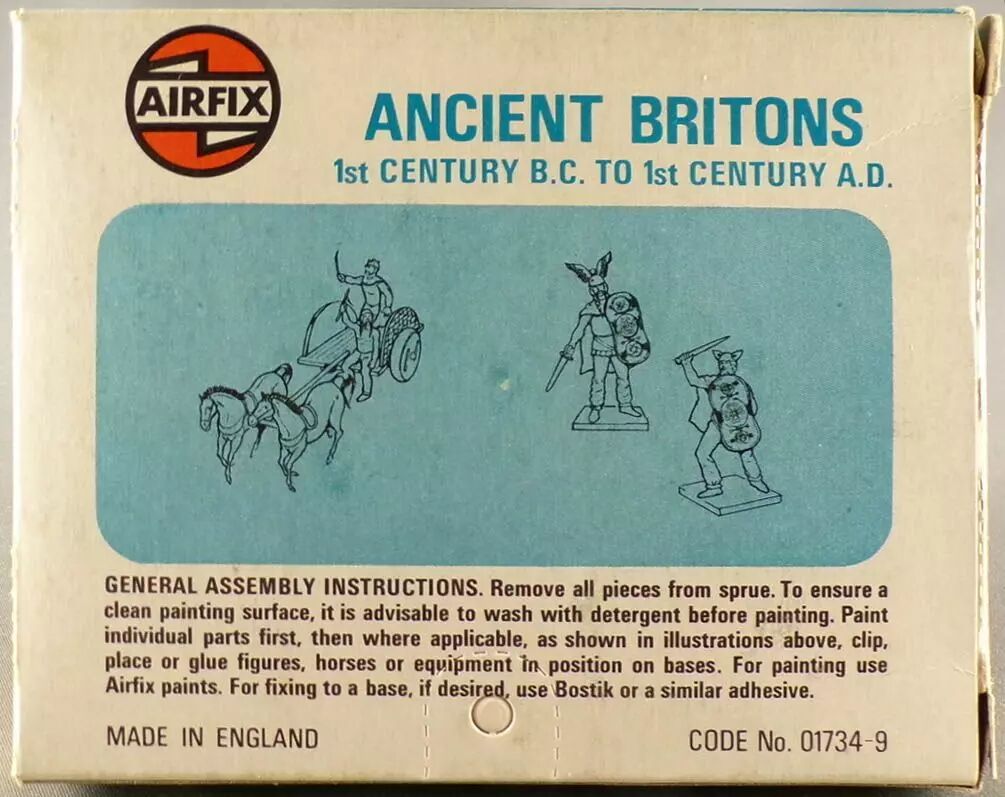 AIRFIX
ANCIENT BRITONS
1st CENTURY B.C. TO 1st CENTURY A.D.
GENERAL ASSEMBLY INSTRUCTIONS. Remove all pieces from sprue. To ensure a
clean painting surface, it is advisable to wash with detergent before painting. Paint
individual parts first, then where applicable, as shown in illustrations above, clip,
place or glue figures, horses or equipment in position on bases. For painting use
Airfix paints. For fixing to a base, if desired, use Bostik or a similar adhesive.
MADE IN ENGLAND
CODE No. 01734-9